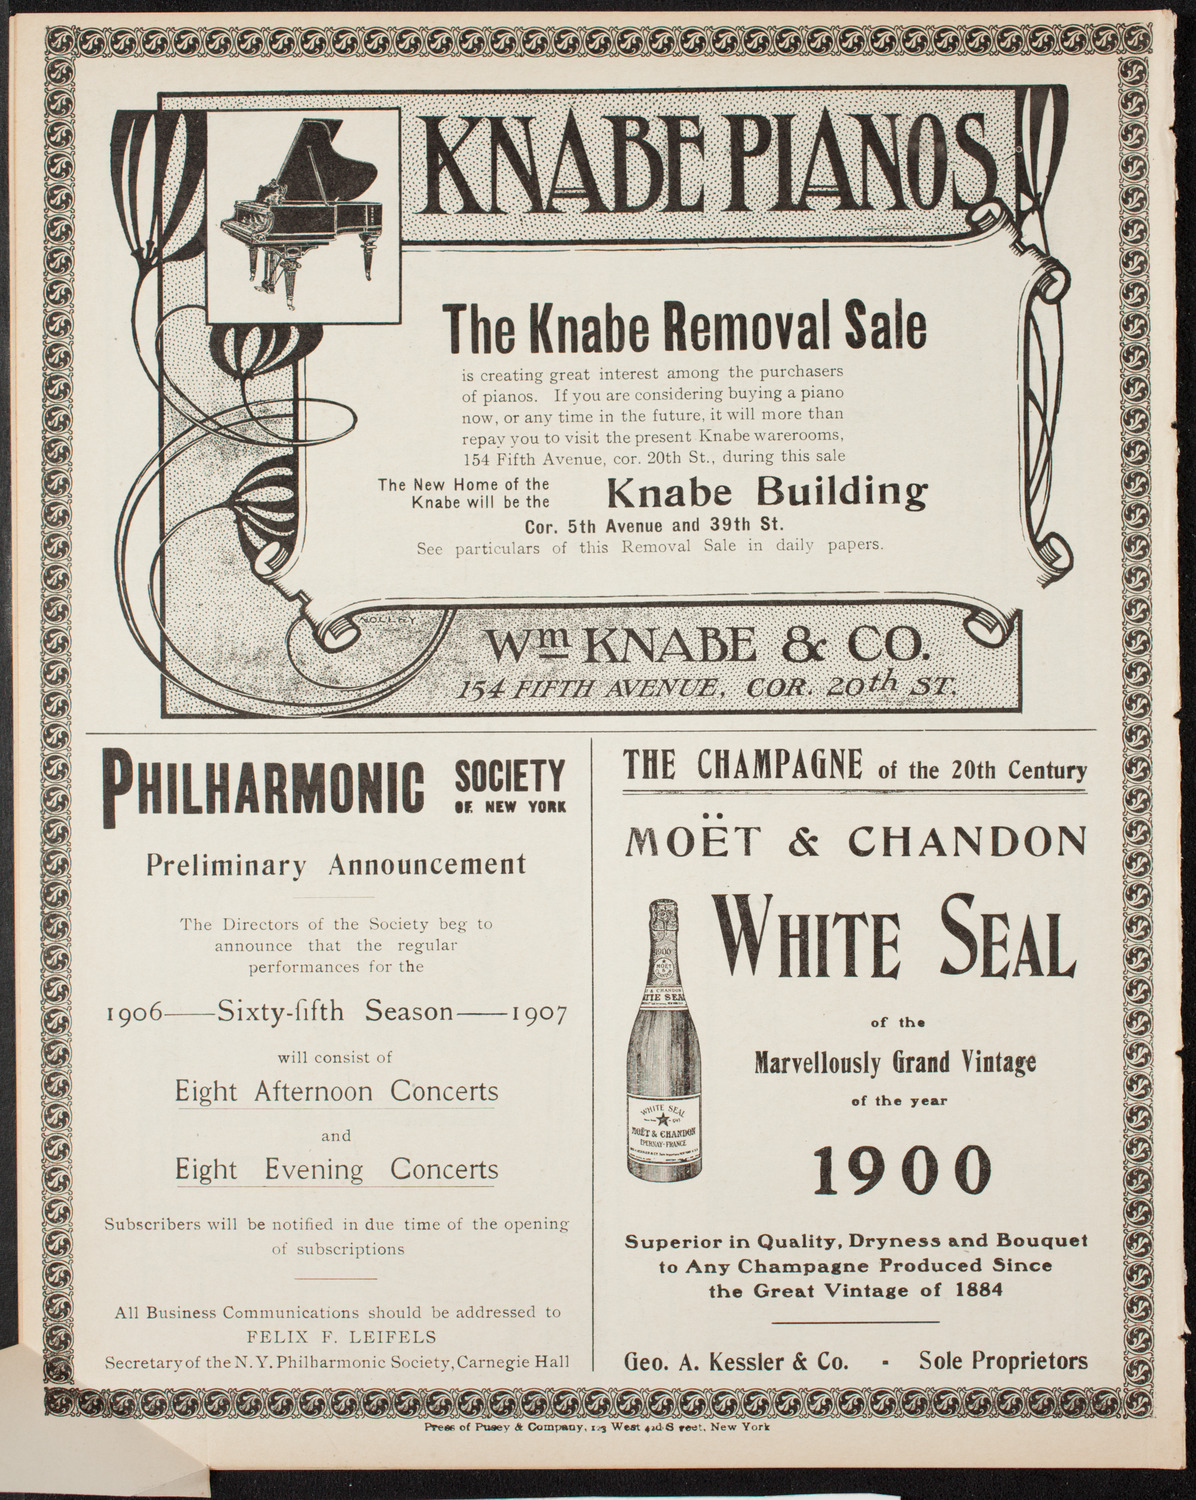 KNABE PIANOS
The Knabe Removal Sale
is creating great interest among the purchasers
of pianos. If you are considering buying a piano
now, or any time in the future, it will more than
repay you to visit the present Knabe warerooms,
154 Fifth Avenue, cor. 20th St., during this sale
The New Home of the
Knabe will be the
Knabe Building
Cor. 5th Avenue and 39th St.
See particulars of this Removal Sale in daily papers.
Wm KNABE & CO.
154 FIFTH AVENUE, COR. 20th ST.
PHILHARMONIC SOCIETY
OF NEW YORK
Preliminary Announcement
The Directors of the Society beg to
announce that the regular
performances for the
1906——Sixty-fifth Season——1907
will consist of
Eight Afternoon Concerts
and
Eight Evening Concerts
Subscribers will be notified in due time of the opening
of subscriptions
All Business Communications should be addressed to
FELIX F. LEIFELS
Secretary of the N.Y. Philharmonic Society, Carnegie Hall
THE CHAMPAGNE of the 20th Century
MOËT & CHANDON
WHITE SEAL
1900
WHITE SEAL
MOËT & CHANDON
EPERNAY-FRANCE
of the
Marvellously Grand Vintage
of the year
1900
Superior in Quality, Dryness and Bouquet
to Any Champagne Produced Since
the Great Vintage of 1884
Geo. A. Kessler & Co. - Sole Proprietors
Press of Pusey & Company, 123 West 42d Street, New York